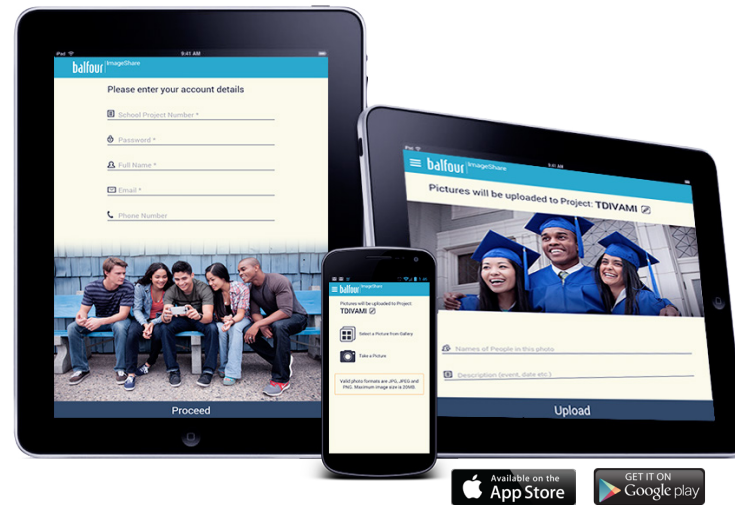 iPad
9:41 AM
balfour ImageShare
Please enter your account details
School Project Number *
Password *
Full Name *
Email *
Phone Number
Proceed
balfour ImageShare
Pictures will be uploaded to Project
TDIVAMI
Select a Picture from Gallery
Take a Picture
Valid photo formats are JPG, JPEG and
PNG. Maximum image size is 20MB.
iPad
9:41 AM
balfour ImageShare
Pictures will be uploaded to Project: TDIVAMI
Names of People in this photo
Description (event, date etc.)
Upload
Available on the
App Store
GET IT ON
Google play